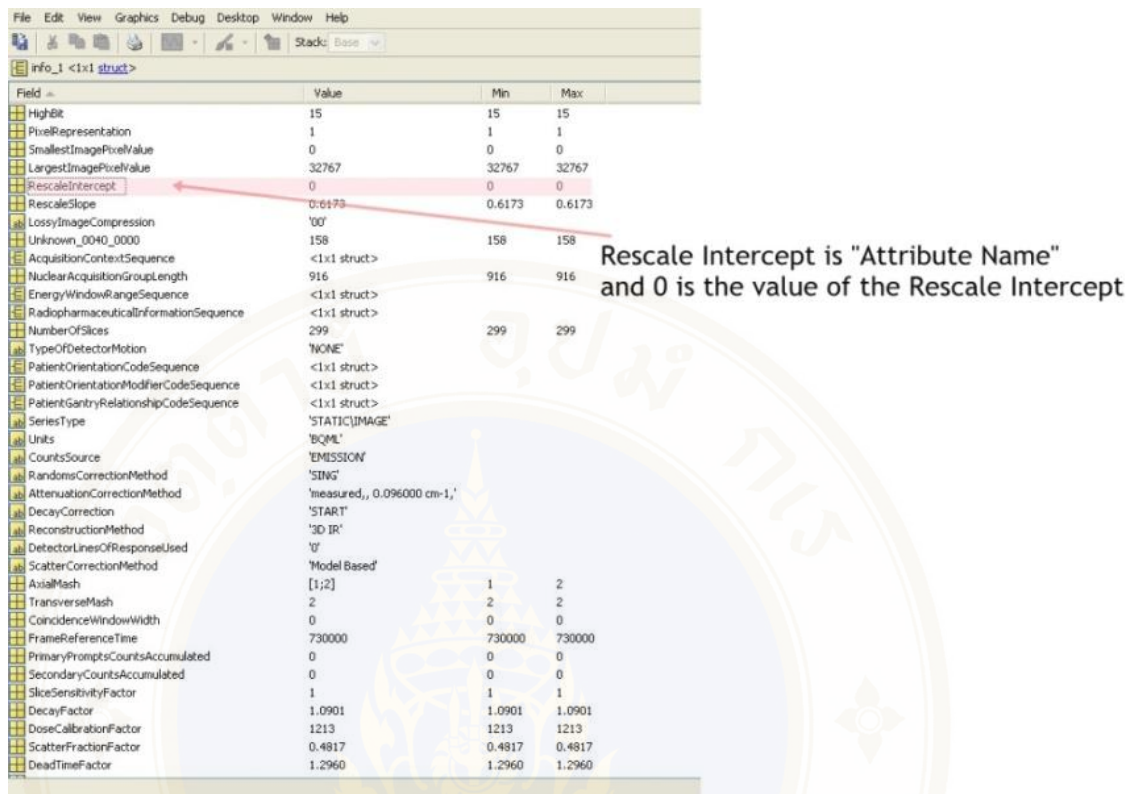 File Edit View Graphics Debug Desktop Window Help
Stack: Base
info_1 <1x1 struct>
Field Value Min Max
HighBit 15 15 15
PixelRepresentation 1 1 1
SmallestImagePixelValue 0 0 0
LargestImagePixelValue 32767 32767 32767
RescaleIntercept 0 0 0
RescaleSlope 0.6173 0.6173 0.6173
LossyImageCompression '00'
Unknown_0040_0000 158 158 158
AcquisitionContextSequence <1x1 struct>
NuclearAcquisitionGroupLength 916 916 916
EnergyWindowRangeSequence <1x1 struct>
RadiopharmaceuticalInformationSequence <1x1 struct>
NumberOfSlices 299 299 299
TypeOfDetectorMotion 'NONE'
PatientOrientationCodeSequence <1x1 struct>
PatientOrientationModifierCodeSequence <1x1 struct>
PatientGantryRelationshipCodeSequence <1x1 struct>
SeriesType 'STATIC\IMAGE'
Units 'BQML'
CountsSource 'EMISSION'
RandomsCorrectionMethod 'SING'
AttenuationCorrectionMethod 'measured,, 0.096000 cm-1,'
DecayCorrection 'START'
ReconstructionMethod '3D IR'
DetectorLinesOfResponseUsed '0'
ScatterCorrectionMethod 'Model Based'
AxialMash [1;2] 1 2
TransverseMash 2 2 2
CoincidenceWindowWidth 0 0 0
FrameReferenceTime 730000 730000 730000
PrimaryPromptsCountsAccumulated 0 0 0
SecondaryCountsAccumulated 0 0 0
SliceSensitivityFactor 1 1 1
DecayFactor 1.0901 1.0901 1.0901
DoseCalibrationFactor 1213 1213 1213
ScatterFractionFactor 0.4817 0.4817 0.4817
DeadTimeFactor 1.2960 1.2960 1.2960
Rescale Intercept is "Attribute Name"
and 0 is the value of the Rescale Intercept